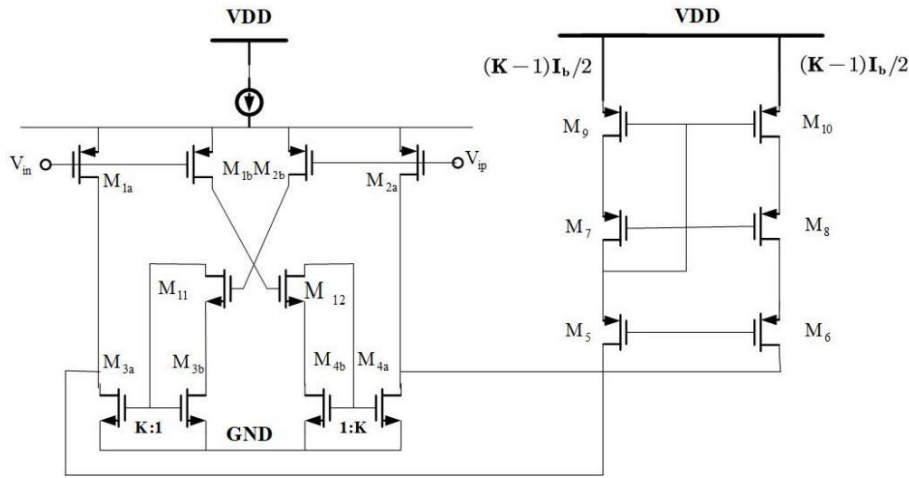 VDD
VDD
(K − 1)I_b/2
(K − 1)I_b/2
M_9
M_10
V_in
M_1a
M_1b
M_2b
M_2a
V_ip
M_7
M_8
M_11
M_12
M_5
M_6
M_3a
M_3b
M_4b
M_4a
K:1
GND
1:K